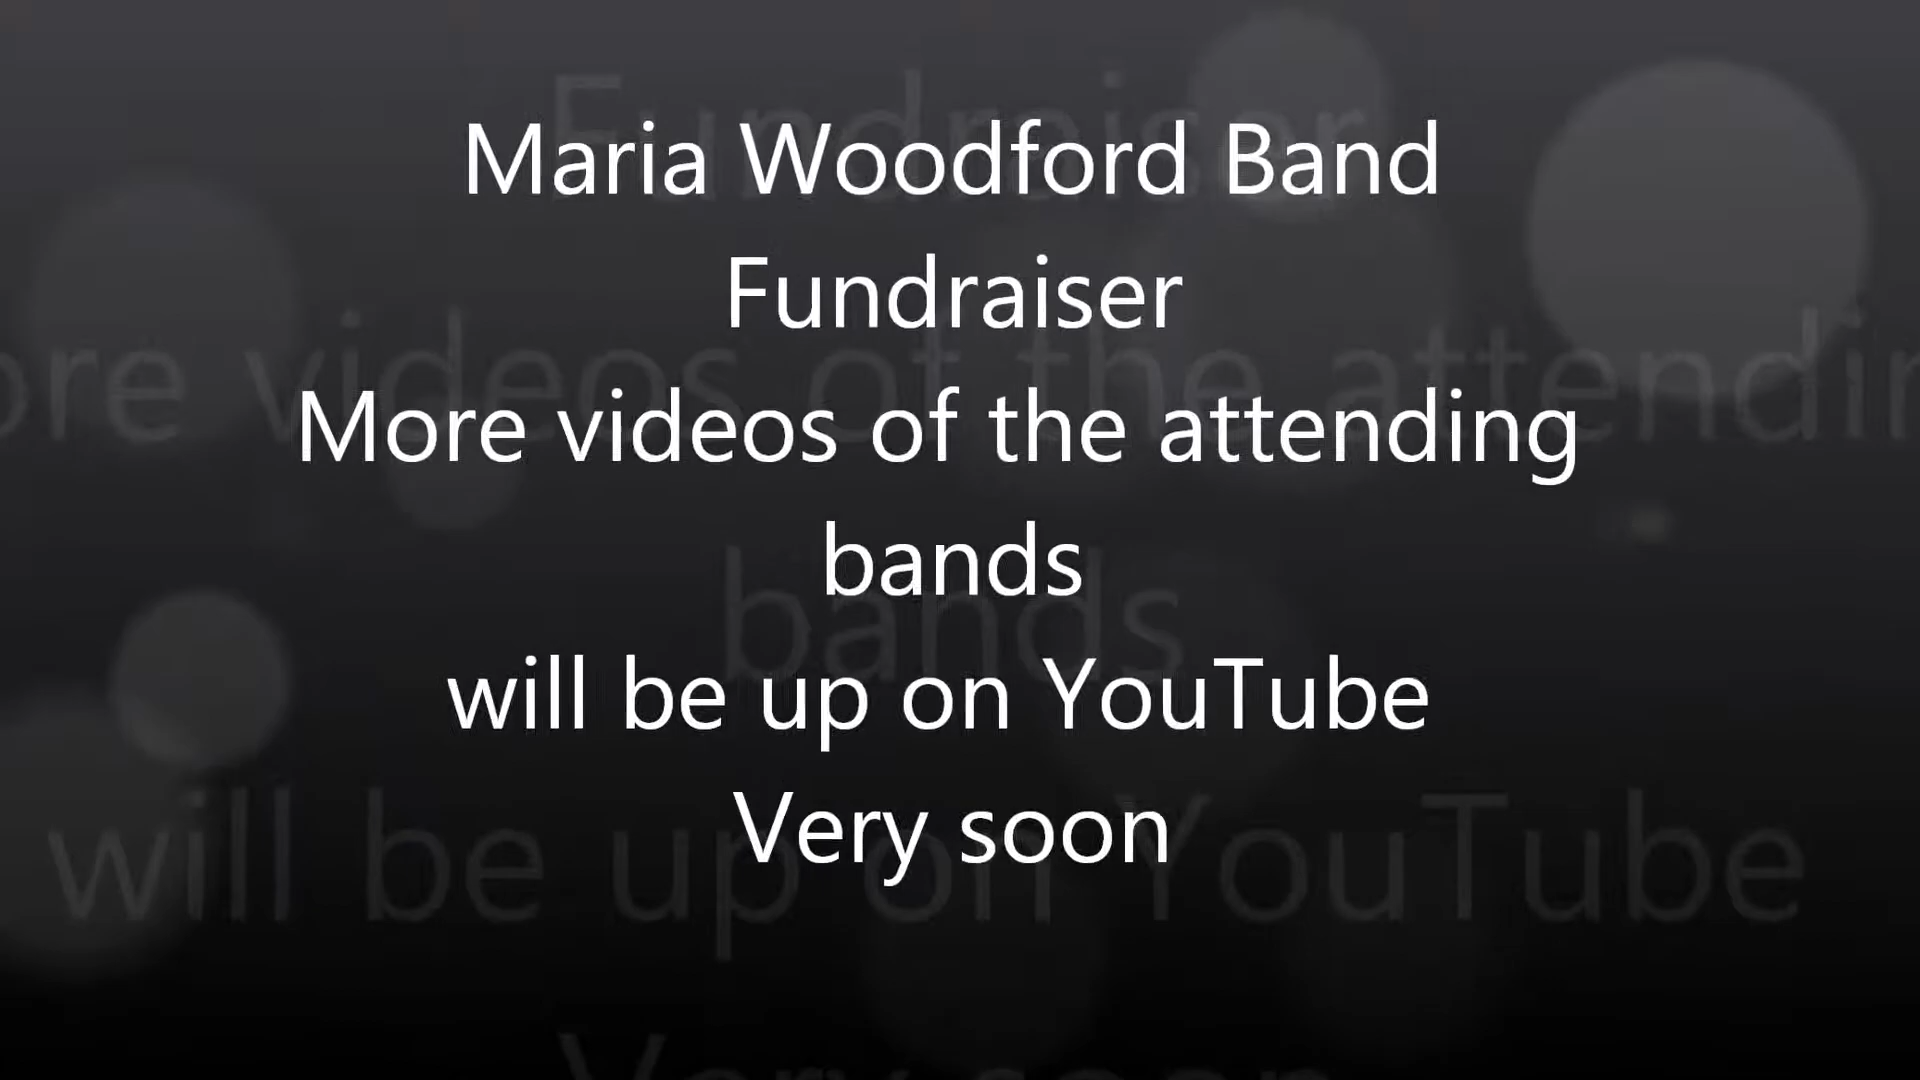 Maria Woodford Band
Fundraiser
More videos of the attending
bands
will be up on YouTube
Very soon